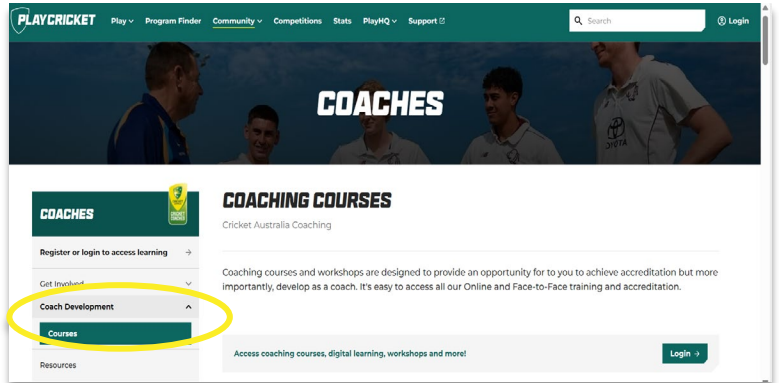 PLAYCRICKET Play Program Finder Community Competitions Stats PlayHQ Support Search Login
COACHES
COACHES
Register or login to access learning
Get Involved
Coach Development
Courses
Resources
COACHING COURSES
Cricket Australia Coaching
Coaching courses and workshops are designed to provide an opportunity for to you to achieve accreditation but more
importantly, develop as a coach. It's easy to access all our Online and Face-to-Face training and accreditation.
Access coaching courses, digital learning, workshops and more!
Login